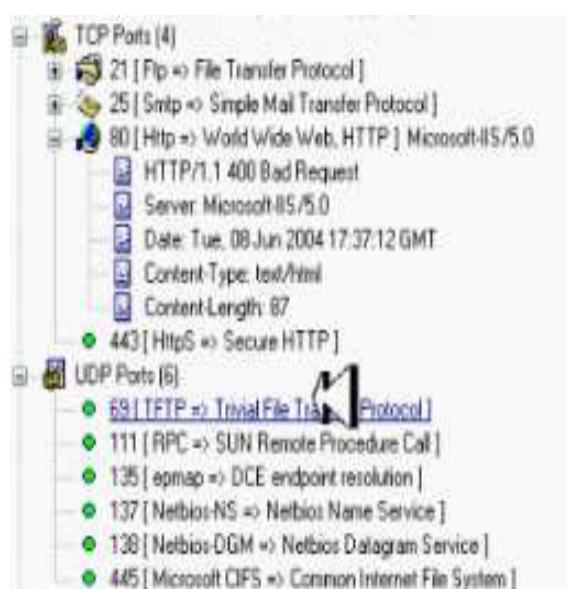 TCP Ports (4)
21 [ Ftp => File Transfer Protocol ]
25 [ Smtp => Simple Mail Transfer Protocol ]
80 [ Http => World Wide Web, HTTP ] Microsoft-IIS/5.0
HTTP/1.1 400 Bad Request
Server: Microsoft-IIS/5.0
Date: Tue, 08 Jun 2004 17:37:12 GMT
Content-Type: text/html
Content-Length: 87
443 [ HttpS => Secure HTTP ]
UDP Ports (6)
69 [ TFTP => Trivial File Protocol ]
111 [ RPC => SUN Remote Procedure Call ]
135 [ epmap => DCE endpoint resolution ]
137 [ Netbios-NS => Netbios Name Service ]
138 [ Netbios-DGM => Netbios Datagram Service ]
445 [ Microsoft CIFS => Common Internet File System ]